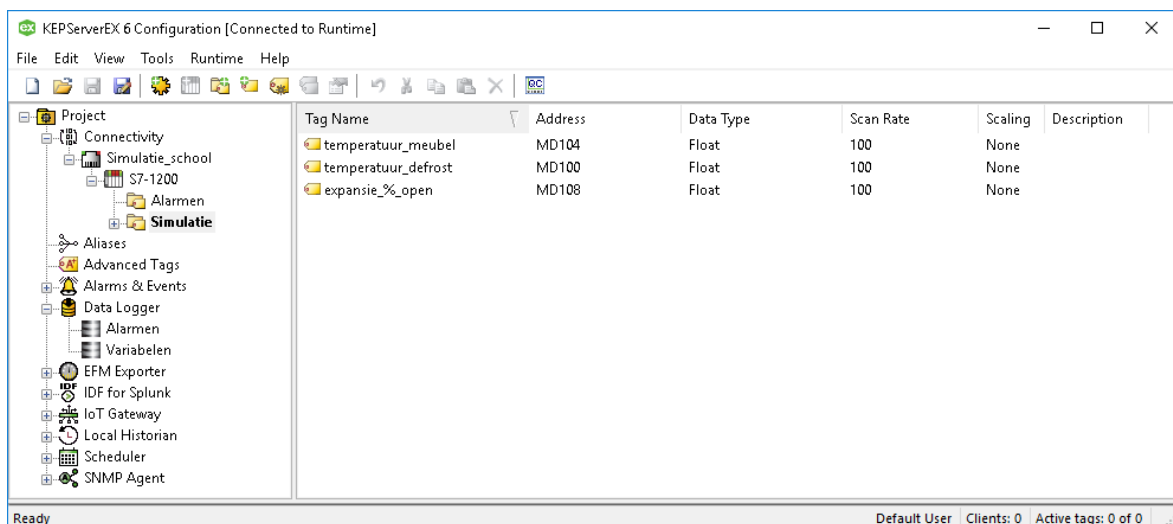 KEPServerEX 6 Configuration [Connected to Runtime]
File Edit View Tools Runtime Help
Project
Connectivity
Simulatie_school
S7-1200
Alarmen
Simulatie
Aliases
Advanced Tags
Alarms & Events
Data Logger
Alarmen
Variabelen
EFM Exporter
IDF for Splunk
IoT Gateway
Local Historian
Scheduler
SNMP Agent
Tag Name Address Data Type Scan Rate Scaling Description
temperatuur_meubel MD104 Float 100 None
temperatuur_defrost MD100 Float 100 None
expansie_%_open MD108 Float 100 None
Ready Default User Clients: 0 Active tags: 0 of 0